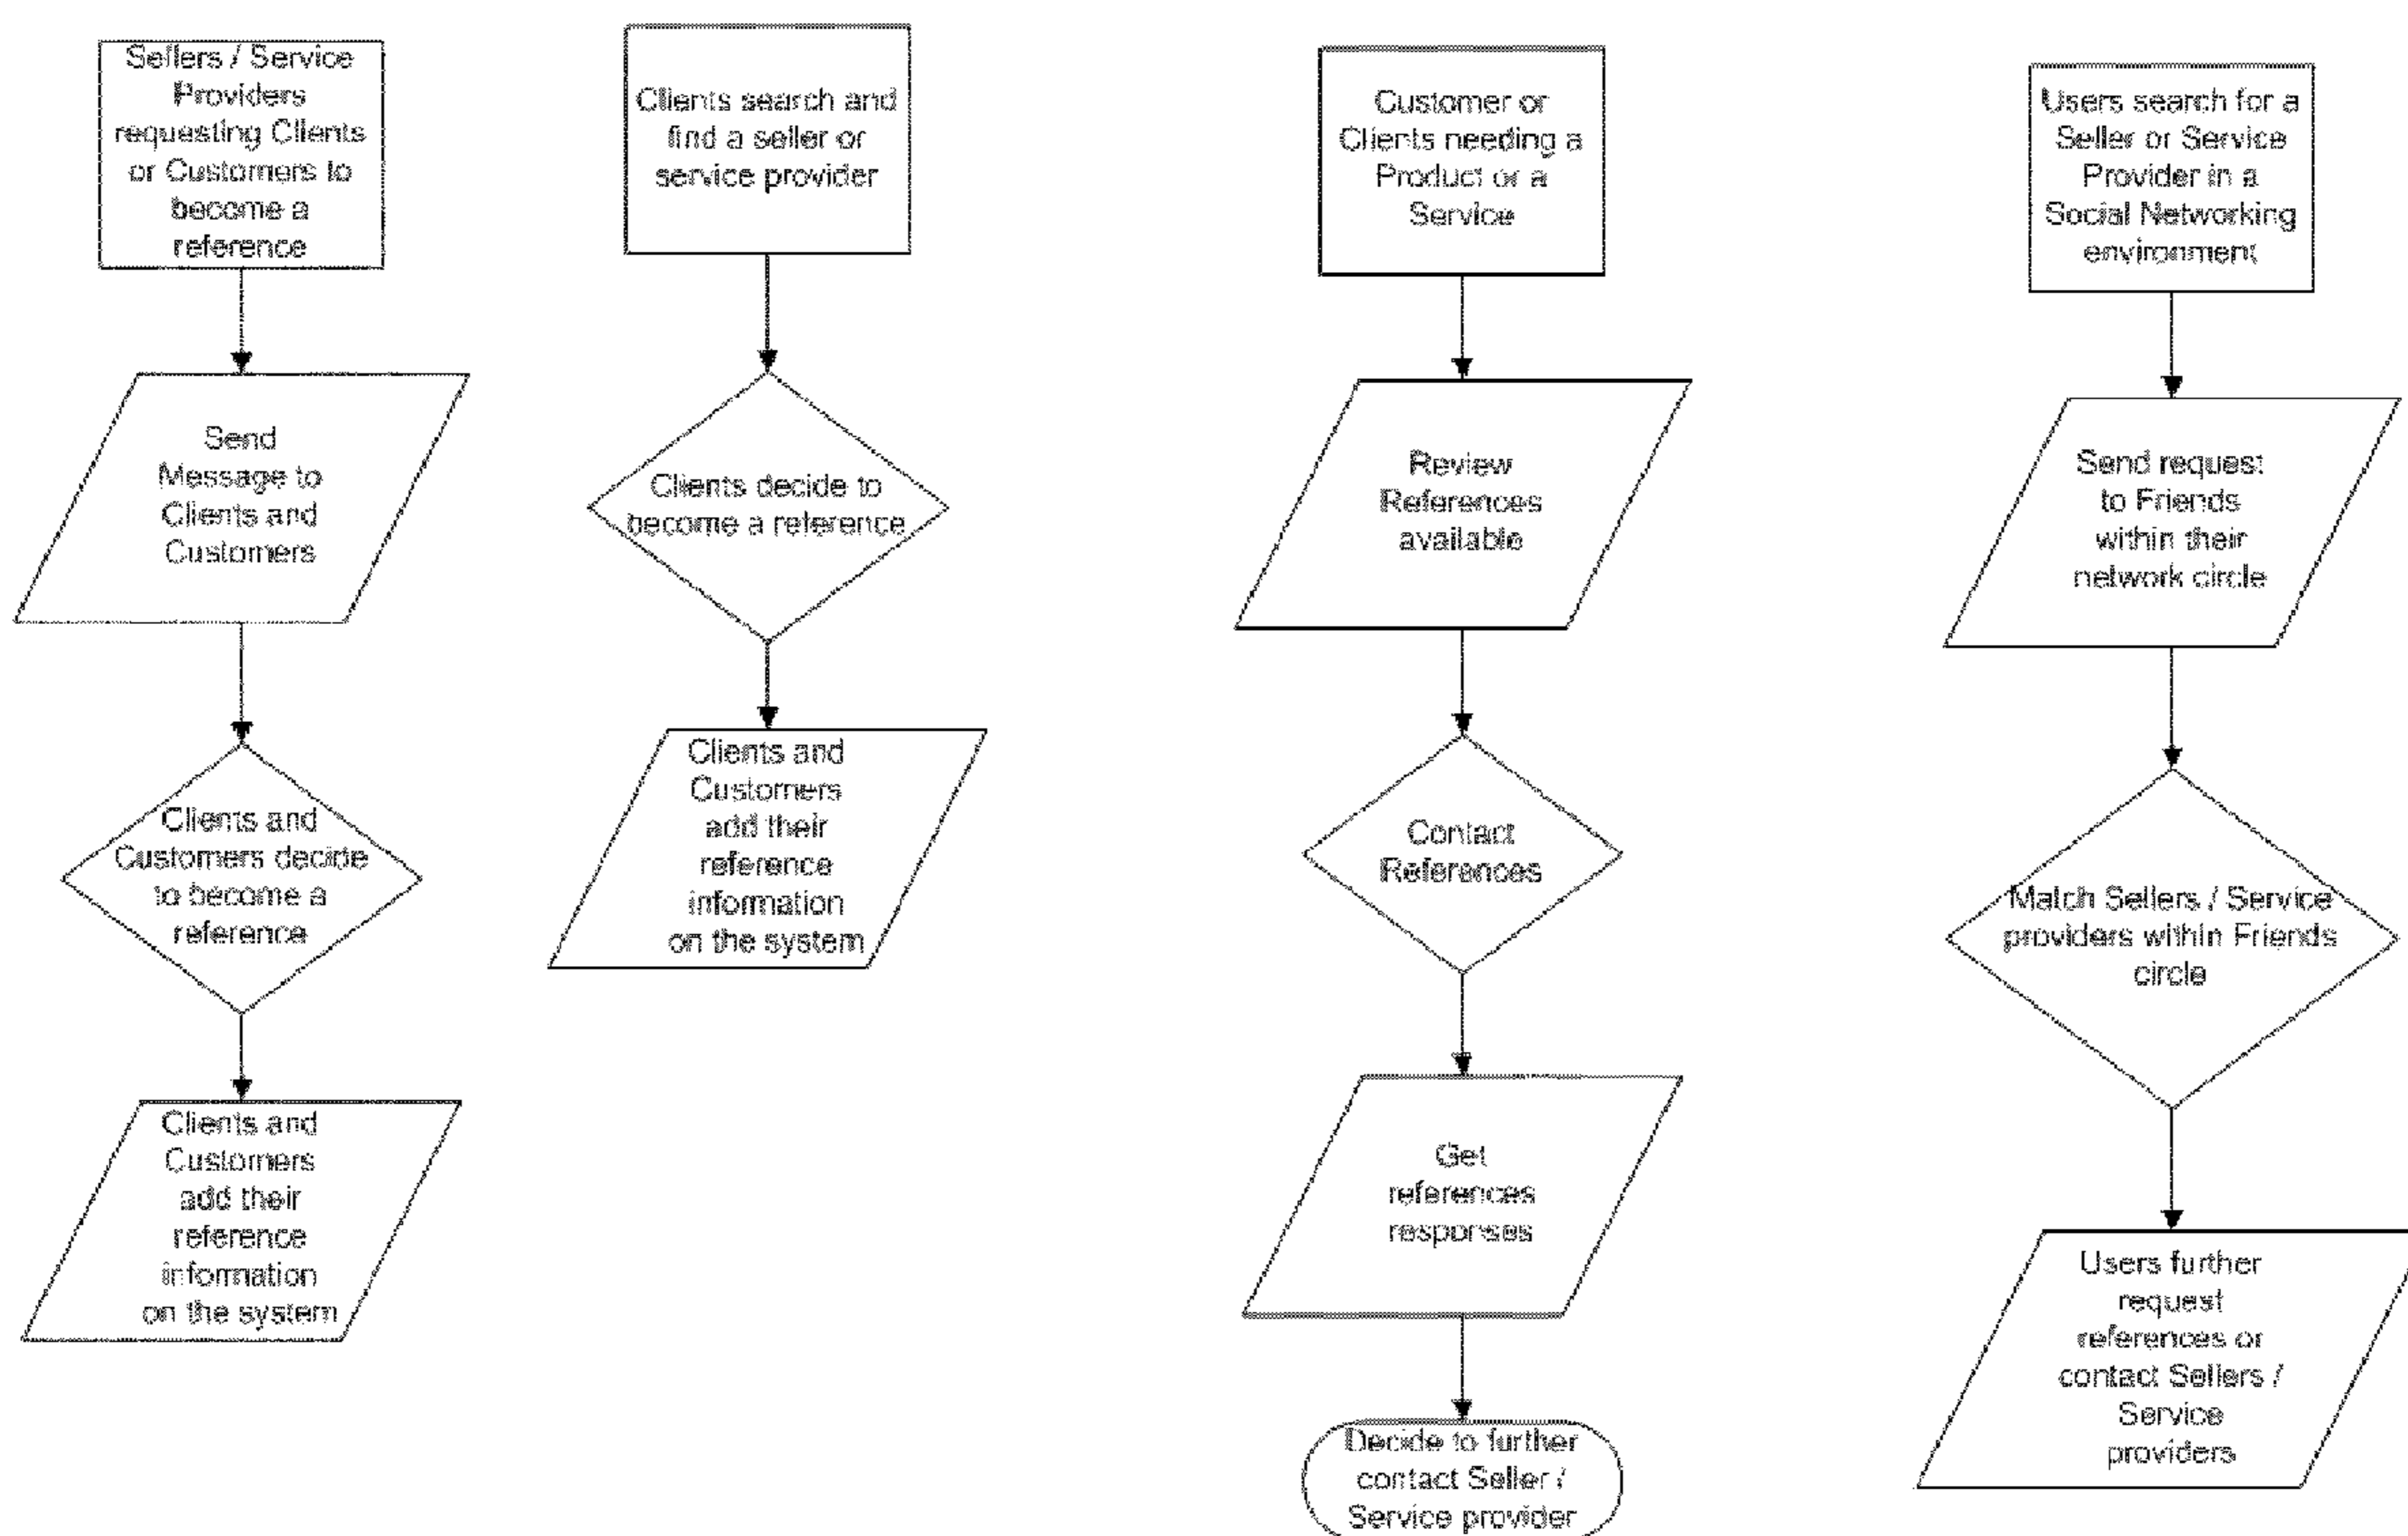 Sellers / Service
Providers
requesting Clients
or Customers to
become a
reference
Send
Message to
Clients and
Customers
Clients and
Customers decide
to become a
reference
Clients and
Customers
add their
reference
information
on the system
Clients search and
find a seller or
service provider
Clients decide to
become a reference
Clients and
Customers
add their
reference
information
on the system
Customer or
Clients needing a
Product or a
Service
Review
References
available
Contact
References
Get
references
responses
Decide to further
contact Seller /
Service provider
Users search for a
Seller or Service
Provider in a
Social Networking
environment
Send request
to Friends
within their
network circle
Match Sellers / Service
providers within Friends
circle
Users further
request
references or
contact Sellers /
Service
providers